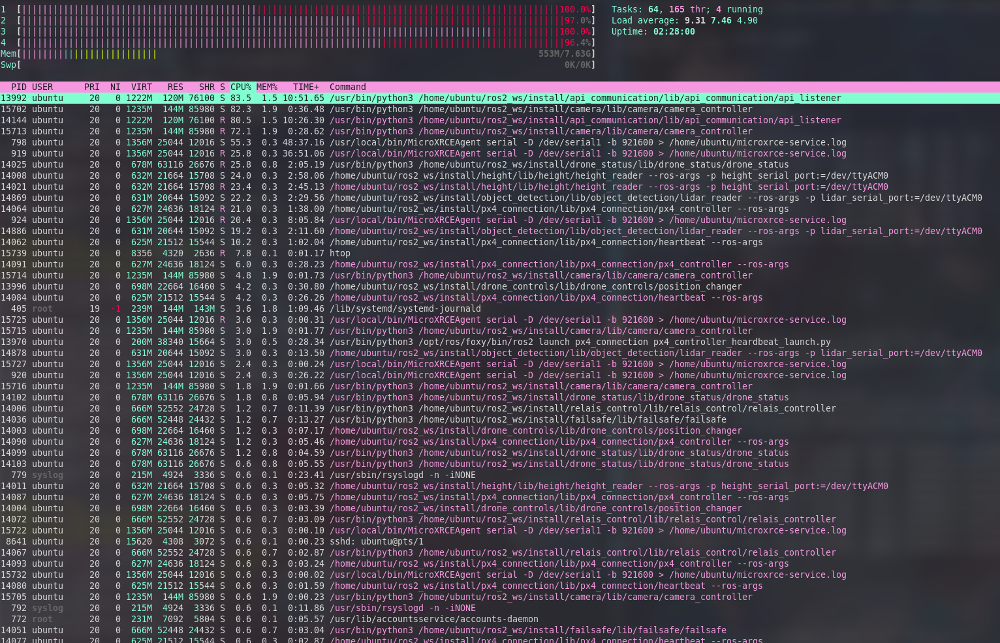 1  [100.0%]   Tasks: 64, 165 thr; 4 running
2  [97.0%]   Load average: 9.31 7.46 4.90
3  [100.0%]   Uptime: 02:28:00
4  [96.4%]
Mem[553M/7.63G]
Swp[0K/0K]
PID USER PRI NI VIRT RES SHR S CPU% MEM% TIME+ Command
13992 ubuntu 20 0 1222M 120M 76100 S 83.5 1.5 10:51.65 /usr/bin/python3 /home/ubuntu/ros2_ws/install/api_communication/lib/api_communication/api_listener
15702 ubuntu 20 0 1235M 144M 85980 S 82.3 1.9 0:36.48 /usr/bin/python3 /home/ubuntu/ros2_ws/install/camera/lib/camera/camera_controller
14144 ubuntu 20 0 1222M 120M 76100 R 80.5 1.5 10:26.30 /usr/bin/python3 /home/ubuntu/ros2_ws/install/api_communication/lib/api_communication/api_listener
15713 ubuntu 20 0 1235M 144M 85980 R 72.1 1.9 0:28.62 /usr/bin/python3 /home/ubuntu/ros2_ws/install/camera/lib/camera/camera_controller
798 ubuntu 20 0 1356M 25044 12016 S 55.3 0.3 48:37.16 /usr/local/bin/MicroXRCEAgent serial -D /dev/serial1 -b 921600 > /home/ubuntu/microxrce-service.log
919 ubuntu 20 0 1356M 25044 12016 R 25.8 0.3 36:51.06 /usr/local/bin/MicroXRCEAgent serial -D /dev/serial1 -b 921600 > /home/ubuntu/microxrce-service.log
14025 ubuntu 20 0 678M 63116 26676 R 25.8 0.8 2:05.19 /usr/bin/python3 /home/ubuntu/ros2_ws/install/drone_status/lib/drone_status/drone_status
14008 ubuntu 20 0 632M 21664 15708 S 24.0 0.3 2:58.06 /home/ubuntu/ros2_ws/install/height/lib/height/height_reader --ros-args -p height_serial_port:=/dev/ttyACM0
14021 ubuntu 20 0 632M 21664 15708 R 23.4 0.3 2:45.13 /home/ubuntu/ros2_ws/install/height/lib/height/height_reader --ros-args -p height_serial_port:=/dev/ttyACM0
14869 ubuntu 20 0 631M 20644 15092 S 22.2 0.3 2:29.56 /home/ubuntu/ros2_ws/install/object_detection/lib/object_detection/lidar_reader --ros-args -p lidar_serial_port:=/dev/ttyACM0
14064 ubuntu 20 0 627M 24636 18124 R 21.0 0.3 1:38.00 /home/ubuntu/ros2_ws/install/px4_connection/lib/px4_connection/px4_controller --ros-args
924 ubuntu 20 0 1356M 25044 12016 R 20.4 0.3 8:05.84 /usr/local/bin/MicroXRCEAgent serial -D /dev/serial1 -b 921600 > /home/ubuntu/microxrce-service.log
14886 ubuntu 20 0 631M 20644 15092 S 19.2 0.3 2:11.60 /home/ubuntu/ros2_ws/install/object_detection/lib/object_detection/lidar_reader --ros-args -p lidar_serial_port:=/dev/ttyACM0
14062 ubuntu 20 0 625M 21512 15544 S 10.2 0.3 1:02.04 /home/ubuntu/ros2_ws/install/px4_connection/lib/px4_connection/heartbeat --ros-args
15739 ubuntu 20 0 8356 4320 2636 R 7.8 0.1 0:01.17 htop
14091 ubuntu 20 0 627M 24636 18124 S 6.0 0.3 0:28.23 /home/ubuntu/ros2_ws/install/px4_connection/lib/px4_connection/px4_controller --ros-args
15714 ubuntu 20 0 1235M 144M 85980 S 4.8 1.9 0:01.73 /usr/bin/python3 /home/ubuntu/ros2_ws/install/camera/lib/camera/camera_controller
13996 ubuntu 20 0 698M 22664 16460 S 4.2 0.3 0:30.80 /home/ubuntu/ros2_ws/install/drone_controls/lib/drone_controls/position_changer
14084 ubuntu 20 0 625M 21512 15544 S 4.2 0.3 0:26.26 /home/ubuntu/ros2_ws/install/px4_connection/lib/px4_connection/heartbeat --ros-args
405 root 19 -1 239M 144M 143M S 3.6 1.8 1:09.46 /lib/systemd/systemd-journald
15725 ubuntu 20 0 1356M 25044 12016 R 3.6 0.3 0:00.31 /usr/local/bin/MicroXRCEAgent serial -D /dev/serial1 -b 921600 > /home/ubuntu/microxrce-service.log
15715 ubuntu 20 0 1235M 144M 85980 S 3.0 1.9 0:01.77 /usr/bin/python3 /home/ubuntu/ros2_ws/install/camera/lib/camera/camera_controller
13970 ubuntu 20 0 200M 38340 15664 S 3.0 0.5 0:28.34 /usr/bin/python3 /opt/ros/foxy/bin/ros2 launch px4_connection px4_controller_heardbeat_launch.py
14878 ubuntu 20 0 631M 20644 15092 S 3.0 0.3 0:13.50 /home/ubuntu/ros2_ws/install/object_detection/lib/object_detection/lidar_reader --ros-args -p lidar_serial_port:=/dev/ttyACM0
15727 ubuntu 20 0 1356M 25044 12016 S 2.4 0.3 0:00.24 /usr/local/bin/MicroXRCEAgent serial -D /dev/serial1 -b 921600 > /home/ubuntu/microxrce-service.log
920 ubuntu 20 0 1356M 25044 12016 S 2.4 0.3 0:26.22 /usr/local/bin/MicroXRCEAgent serial -D /dev/serial1 -b 921600 > /home/ubuntu/microxrce-service.log
15716 ubuntu 20 0 1235M 144M 85980 S 1.8 1.9 0:01.66 /usr/bin/python3 /home/ubuntu/ros2_ws/install/camera/lib/camera/camera_controller
14102 ubuntu 20 0 678M 63116 26676 S 1.8 0.8 0:05.94 /usr/bin/python3 /home/ubuntu/ros2_ws/install/drone_status/lib/drone_status/drone_status
14006 ubuntu 20 0 666M 52552 24728 S 1.2 0.7 0:11.39 /usr/bin/python3 /home/ubuntu/ros2_ws/install/relais_control/lib/relais_control/relais_controller
14036 ubuntu 20 0 666M 52448 24432 S 1.2 0.7 0:13.27 /usr/bin/python3 /home/ubuntu/ros2_ws/install/failsafe/lib/failsafe/failsafe
14003 ubuntu 20 0 698M 22664 16460 S 1.2 0.3 0:07.17 /home/ubuntu/ros2_ws/install/drone_controls/lib/drone_controls/position_changer
14090 ubuntu 20 0 627M 24636 18124 S 1.2 0.3 0:05.46 /home/ubuntu/ros2_ws/install/px4_connection/lib/px4_connection/px4_controller --ros-args
14099 ubuntu 20 0 678M 63116 26676 S 1.2 0.8 0:04.59 /usr/bin/python3 /home/ubuntu/ros2_ws/install/drone_status/lib/drone_status/drone_status
14103 ubuntu 20 0 678M 63116 26676 S 0.6 0.8 0:05.55 /usr/bin/python3 /home/ubuntu/ros2_ws/install/drone_status/lib/drone_status/drone_status
779 syslog 20 0 215M 4924 3336 S 0.6 0.1 0:23.41 /usr/sbin/rsyslogd -n -iNONE
14011 ubuntu 20 0 632M 21664 15708 S 0.6 0.3 0:05.32 /home/ubuntu/ros2_ws/install/height/lib/height/height_reader --ros-args -p height_serial_port:=/dev/ttyACM0
14087 ubuntu 20 0 627M 24636 18124 S 0.6 0.3 0:05.75 /home/ubuntu/ros2_ws/install/px4_connection/lib/px4_connection/px4_controller --ros-args
14004 ubuntu 20 0 698M 22664 16460 S 0.6 0.3 0:03.39 /home/ubuntu/ros2_ws/install/drone_controls/lib/drone_controls/position_changer
14072 ubuntu 20 0 666M 52552 24728 S 0.6 0.7 0:03.09 /usr/bin/python3 /home/ubuntu/ros2_ws/install/relais_control/lib/relais_control/relais_controller
15722 ubuntu 20 0 1356M 25044 12016 S 0.6 0.3 0:00.10 /usr/local/bin/MicroXRCEAgent serial -D /dev/serial1 -b 921600 > /home/ubuntu/microxrce-service.log
8641 ubuntu 20 0 15620 4308 3072 S 0.6 0.1 0:00.23 sshd: ubuntu@pts/1
14067 ubuntu 20 0 666M 52552 24728 S 0.6 0.7 0:02.87 /usr/bin/python3 /home/ubuntu/ros2_ws/install/relais_control/lib/relais_control/relais_controller
14093 ubuntu 20 0 627M 24636 18124 S 0.6 0.3 0:03.24 /home/ubuntu/ros2_ws/install/px4_connection/lib/px4_connection/px4_controller --ros-args
15732 ubuntu 20 0 1356M 25044 12016 S 0.6 0.3 0:00.02 /usr/local/bin/MicroXRCEAgent serial -D /dev/serial1 -b 921600 > /home/ubuntu/microxrce-service.log
14080 ubuntu 20 0 625M 21512 15544 S 0.6 0.3 0:01.59 /home/ubuntu/ros2_ws/install/px4_connection/lib/px4_connection/heartbeat --ros-args
15705 ubuntu 20 0 1235M 144M 85980 S 0.6 1.9 0:00.23 /usr/bin/python3 /home/ubuntu/ros2_ws/install/camera/lib/camera/camera_controller
792 syslog 20 0 215M 4924 3336 S 0.6 0.1 0:11.86 /usr/sbin/rsyslogd -n -iNONE
772 root 20 0 231M 7092 5804 S 0.6 0.1 0:05.57 /usr/lib/accountsservice/accounts-daemon
14051 ubuntu 20 0 666M 52448 24432 S 0.6 0.7 0:03.04 /usr/bin/python3 /home/ubuntu/ros2_ws/install/failsafe/lib/failsafe/failsafe
14077 ubuntu 20 0 625M 21512 15544 S 0.6 0.3 0:02.87 /home/ubuntu/ros2_ws/install/px4_connection/lib/px4_connection/heartbeat --ros-args